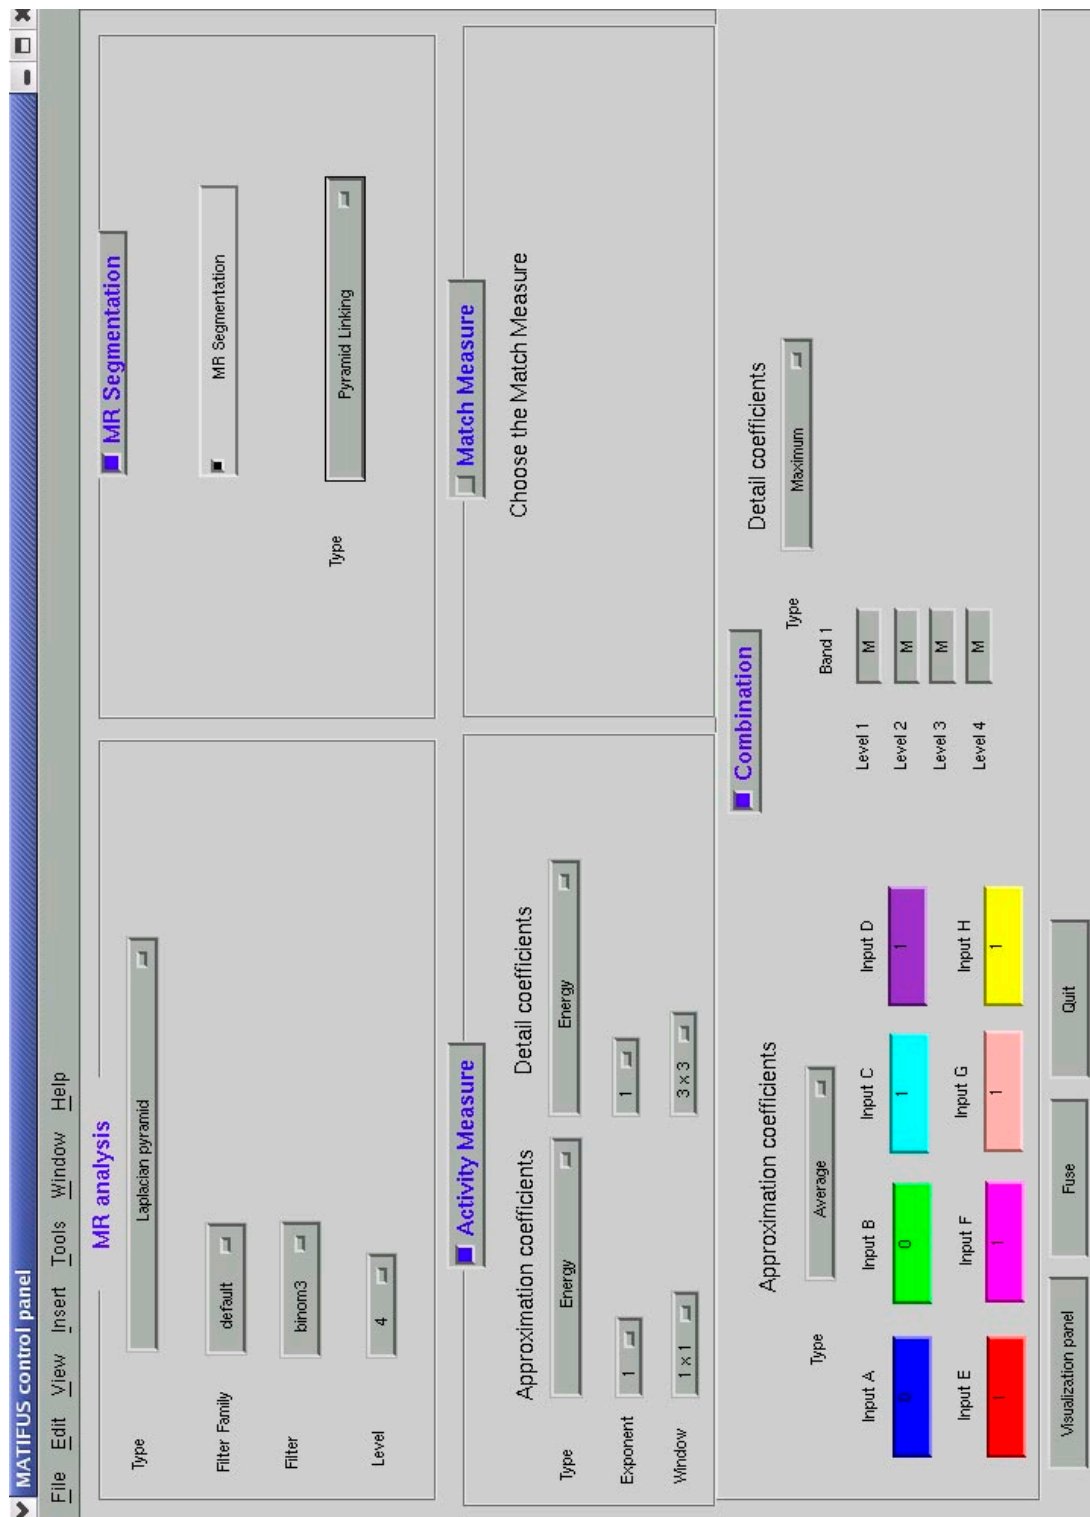 MATIFUS control panel
File Edit View Insert Tools Window Help
MR analysis
Type Laplacian pyramid
Filter Family default
Filter binom3
Level 4
MR Segmentation
MR Segmentation
Type Pyramid Linking
Activity Measure
Approximation coefficients Detail coefficients
Type Energy Energy
Exponent 1 1
Window 1 x 1 3 x 3
Match Measure
Choose the Match Measure
Combination
Approximation coefficients
Type Average
Input A Input B Input C Input D
0 0 1 1
Input E Input F Input G Input H
1 1 1 1
Detail coefficients
Type Maximum
Band 1
Level 1 M
Level 2 M
Level 3 M
Level 4 M
Visualization panel Fuse Quit